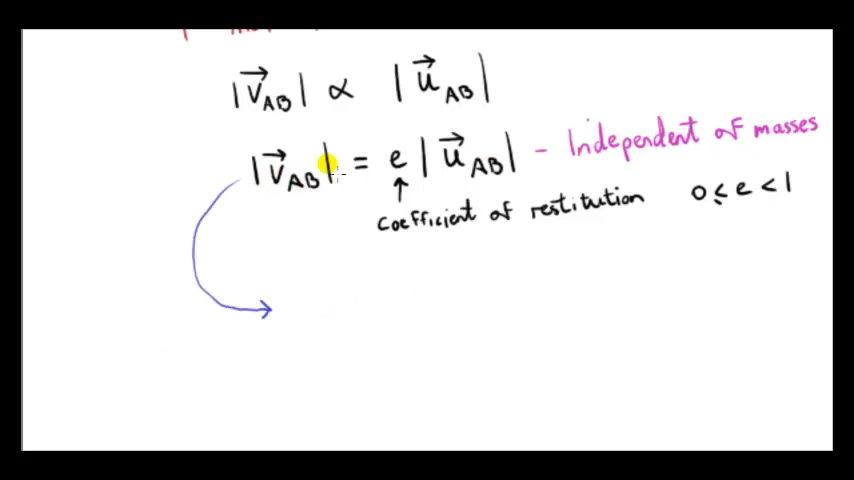 |v⃗AB| ∝ |u⃗AB|
|v⃗AB| = e |u⃗AB| - Independent of masses
↑
coefficient of restitution 0 ≤ e < 1